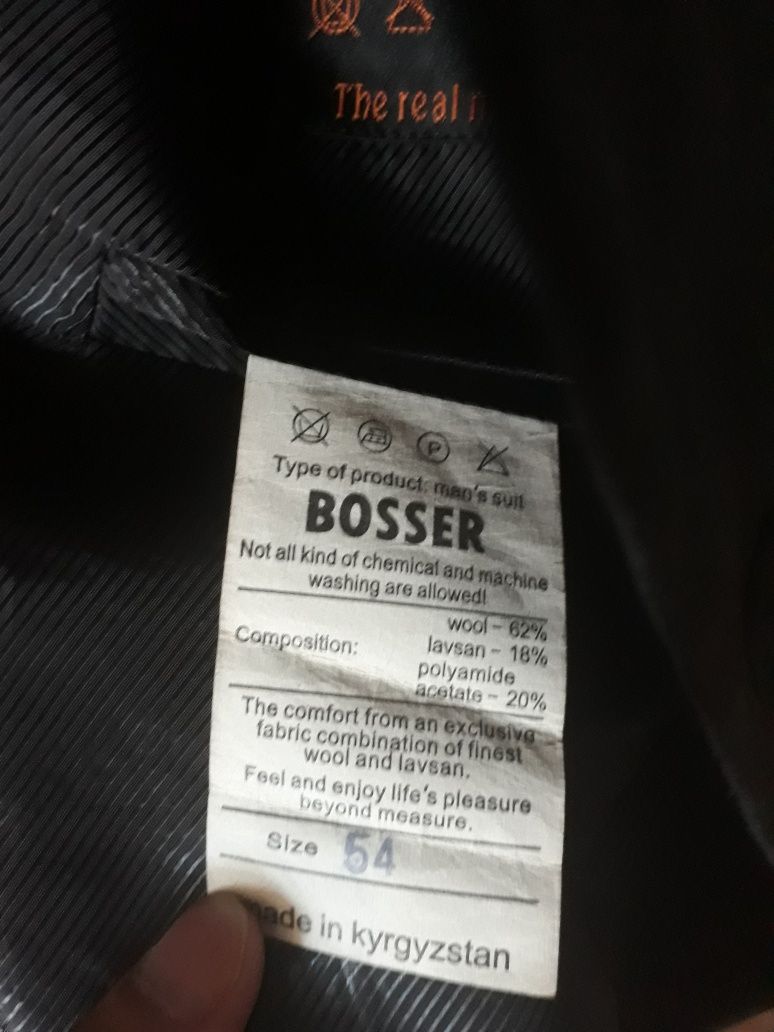 The real
P
Type of product: man's suit
BOSSER
Not all kind of chemical and machine
washing are allowed!
wool - 62%
Composition: lavsan - 18%
polyamide
acetate - 20%
The comfort from an exclusive
fabric combination of finest
wool and lavsan.
Feel and enjoy life's pleasure
beyond measure.
Size 54
made in kyrgyzstan